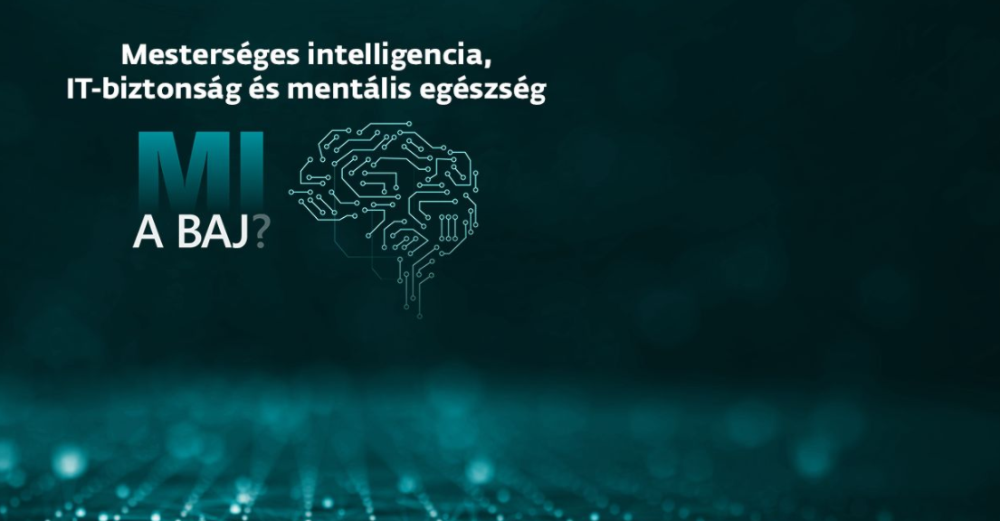 Mesterséges intelligencia,
IT-biztonság és mentális egészség
MI
A BAJ?